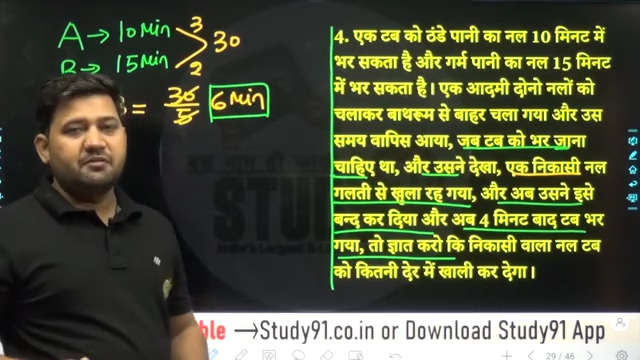 A → 10 Min 3
30
B → 15 Min 2
= 30/5 6 Min
4. एक टब को ठंडे पानी का नल 10 मिनट में
भर सकता है और गर्म पानी का नल 15 मिनट
में भर सकता है। एक आदमी दोनो नलों को
चलाकर बाथरूम से बाहर चला गया और उस
समय वापिस आया, जब टब को भर जाना
चाहिए था, और उसने देखा, एक निकासी नल
गलती से खुला रह गया, और अब उसने इसे
बन्द कर दिया और अब 4 मिनट बाद टब भर
गया, तो ज्ञात करो कि निकासी वाला नल टब
को कितनी देर में खाली कर देगा।
→Study91.co.in or Download Study91 App
29 / 46